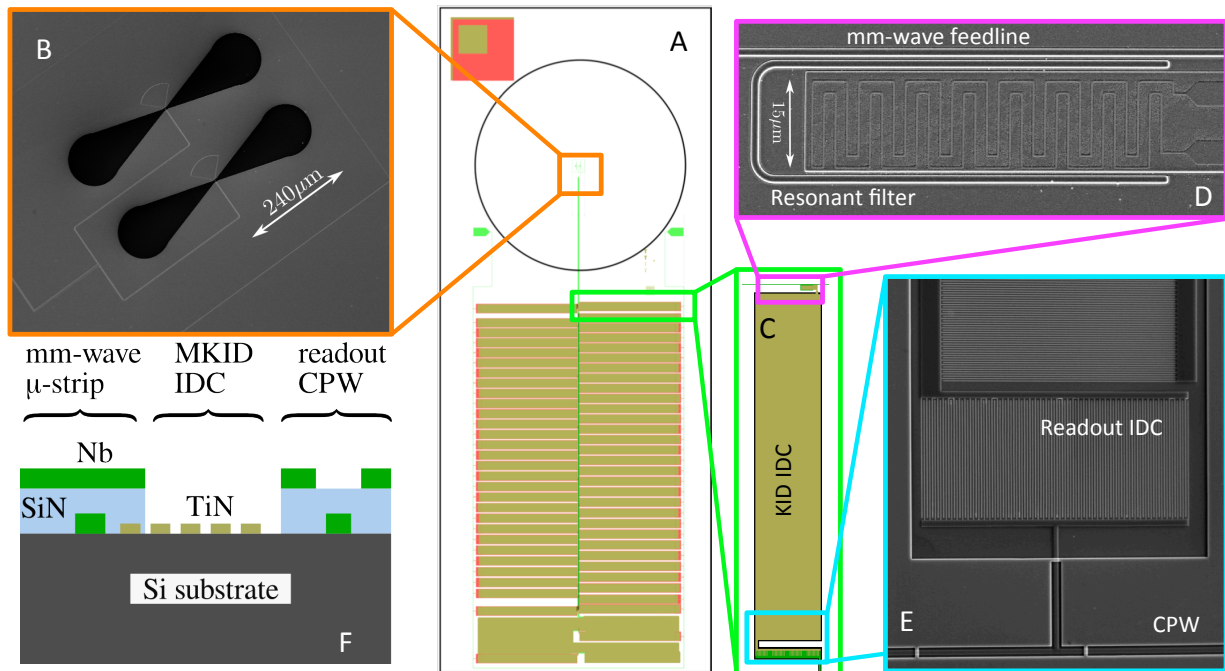 B
240µm
A
mm-wave feedline
15µm
Resonant filter
D
C
KID IDC
Readout IDC
E
CPW
mm-wave
µ-strip
MKID
IDC
readout
CPW
Nb
SiN
TiN
Si substrate
F